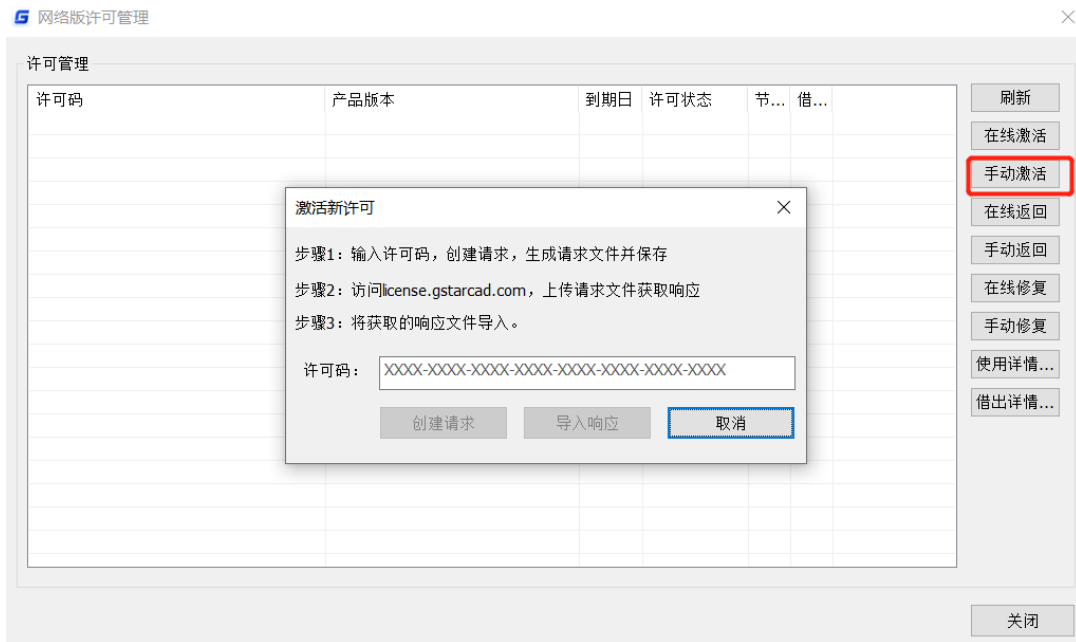 网络版许可管理
许可管理
许可码 产品版本 到期日 许可状态 节... 借...
刷新
在线激活
手动激活
在线返回
手动返回
在线修复
手动修复
使用详情...
借出详情...
激活新许可
步骤1：输入许可码，创建请求，生成请求文件并保存
步骤2：访问license.gstarcad.com，上传请求文件获取响应
步骤3：将获取的响应文件导入。
许可码： XXXX-XXXX-XXXX-XXXX-XXXX-XXXX-XXXX-XXXX
创建请求 导入响应 取消
关闭